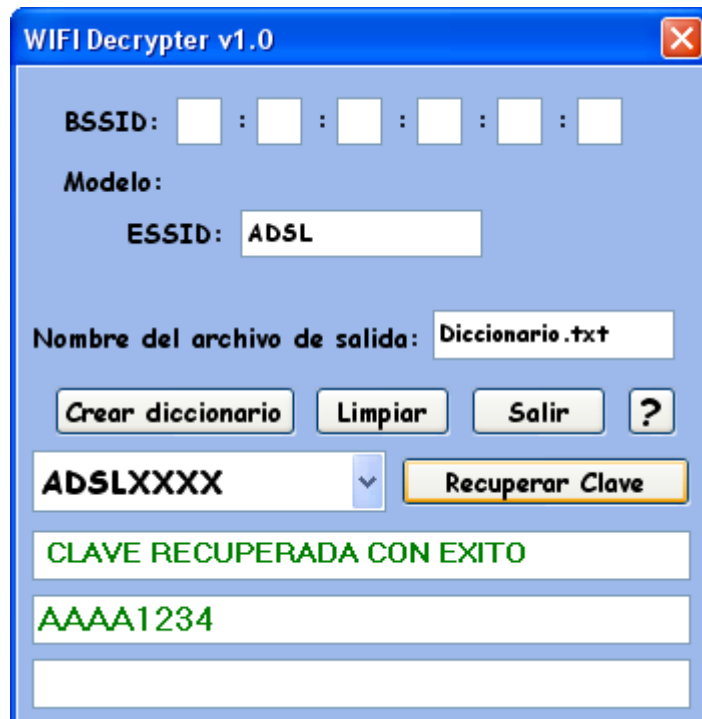 WIFI Decrypter v1.0
BSSID: : : : : :
Modelo:
ESSID: ADSL
Nombre del archivo de salida: Diccionario.txt
Crear diccionario Limpiar Salir ?
ADSLXXXX Recuperar Clave
CLAVE RECUPERADA CON EXITO
AAAA1234